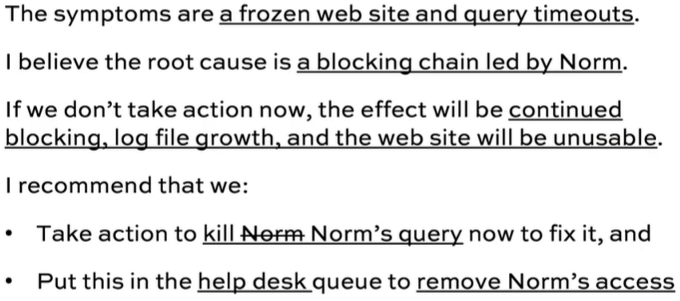 The symptoms are a frozen web site and query timeouts.
I believe the root cause is a blocking chain led by Norm.
If we don’t take action now, the effect will be continued
blocking, log file growth, and the web site will be unusable.
I recommend that we:
• Take action to kill Norm Norm’s query now to fix it, and
• Put this in the help desk queue to remove Norm’s access